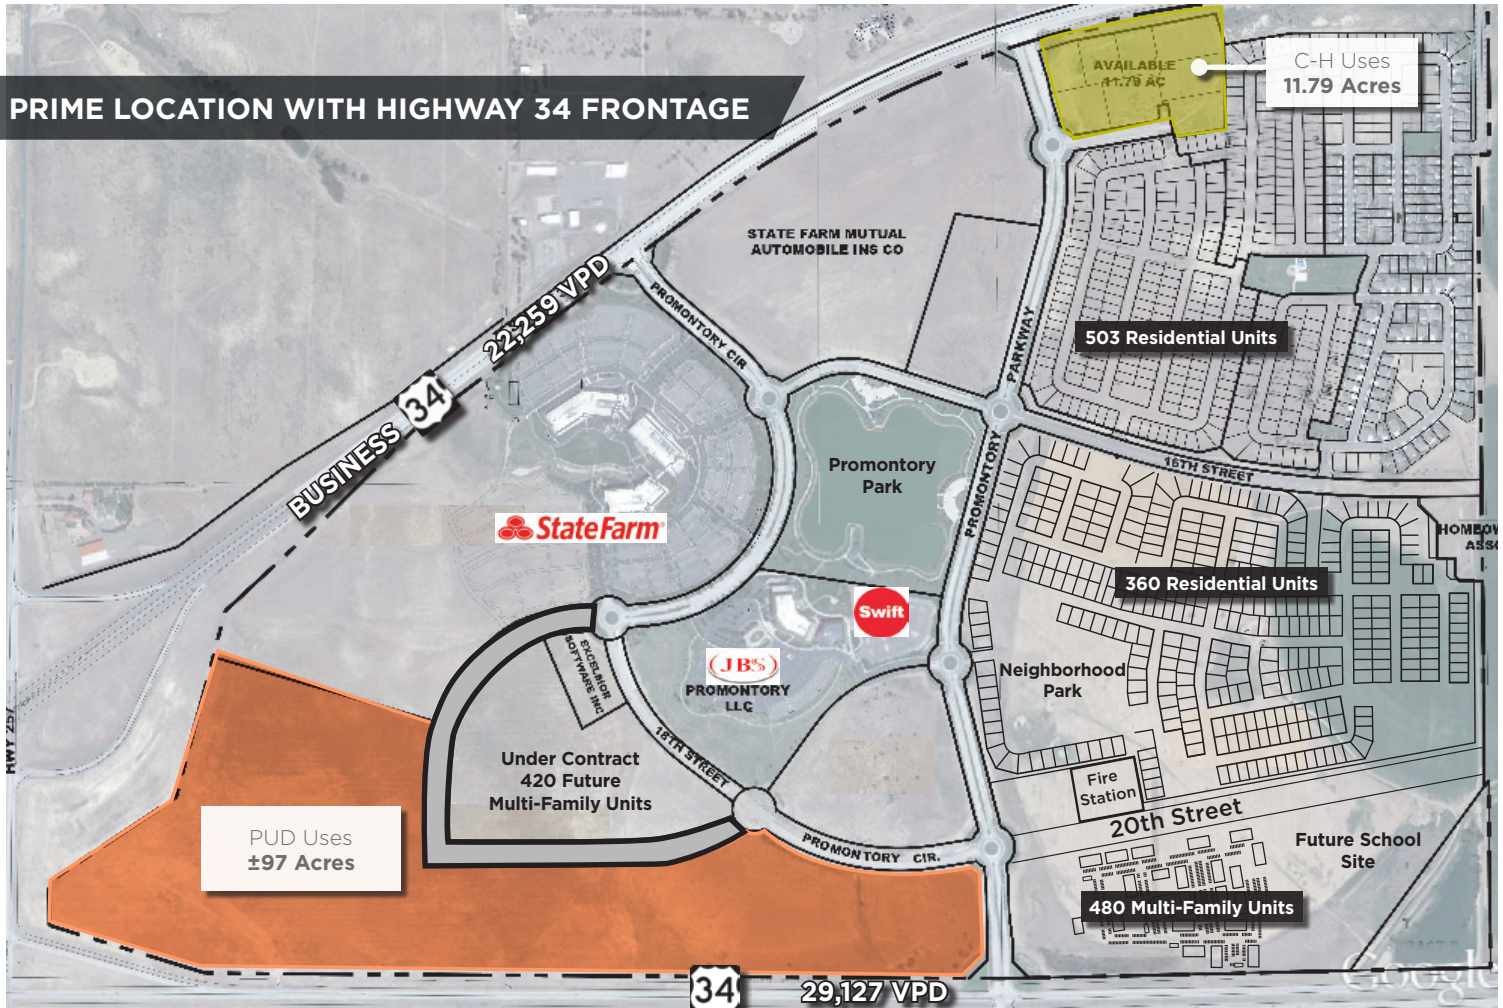 PRIME LOCATION WITH HIGHWAY 34 FRONTAGE
AVAILABLE
11.79 AC
C-H Uses
11.79 Acres
STATE FARM MUTUAL
AUTOMOBILE INS CO
22,259 VPD
PROMONTORY CIR
PARKWAY
503 Residential Units
34
BUSINESS
Promontory
Park
PROMONTORY
16TH STREET
StateFarm
HOMEOW
ASSO
360 Residential Units
Swift
EXCELSIOR
SOFTWARE INC
JBS
PROMONTORY
LLC
Neighborhood
Park
HWY 257
18TH STREET
Under Contract
420 Future
Multi-Family Units
Fire
Station
20th Street
PUD Uses
±97 Acres
PROMONTORY CIR.
Future School
Site
480 Multi-Family Units
34
29,127 VPD
Google